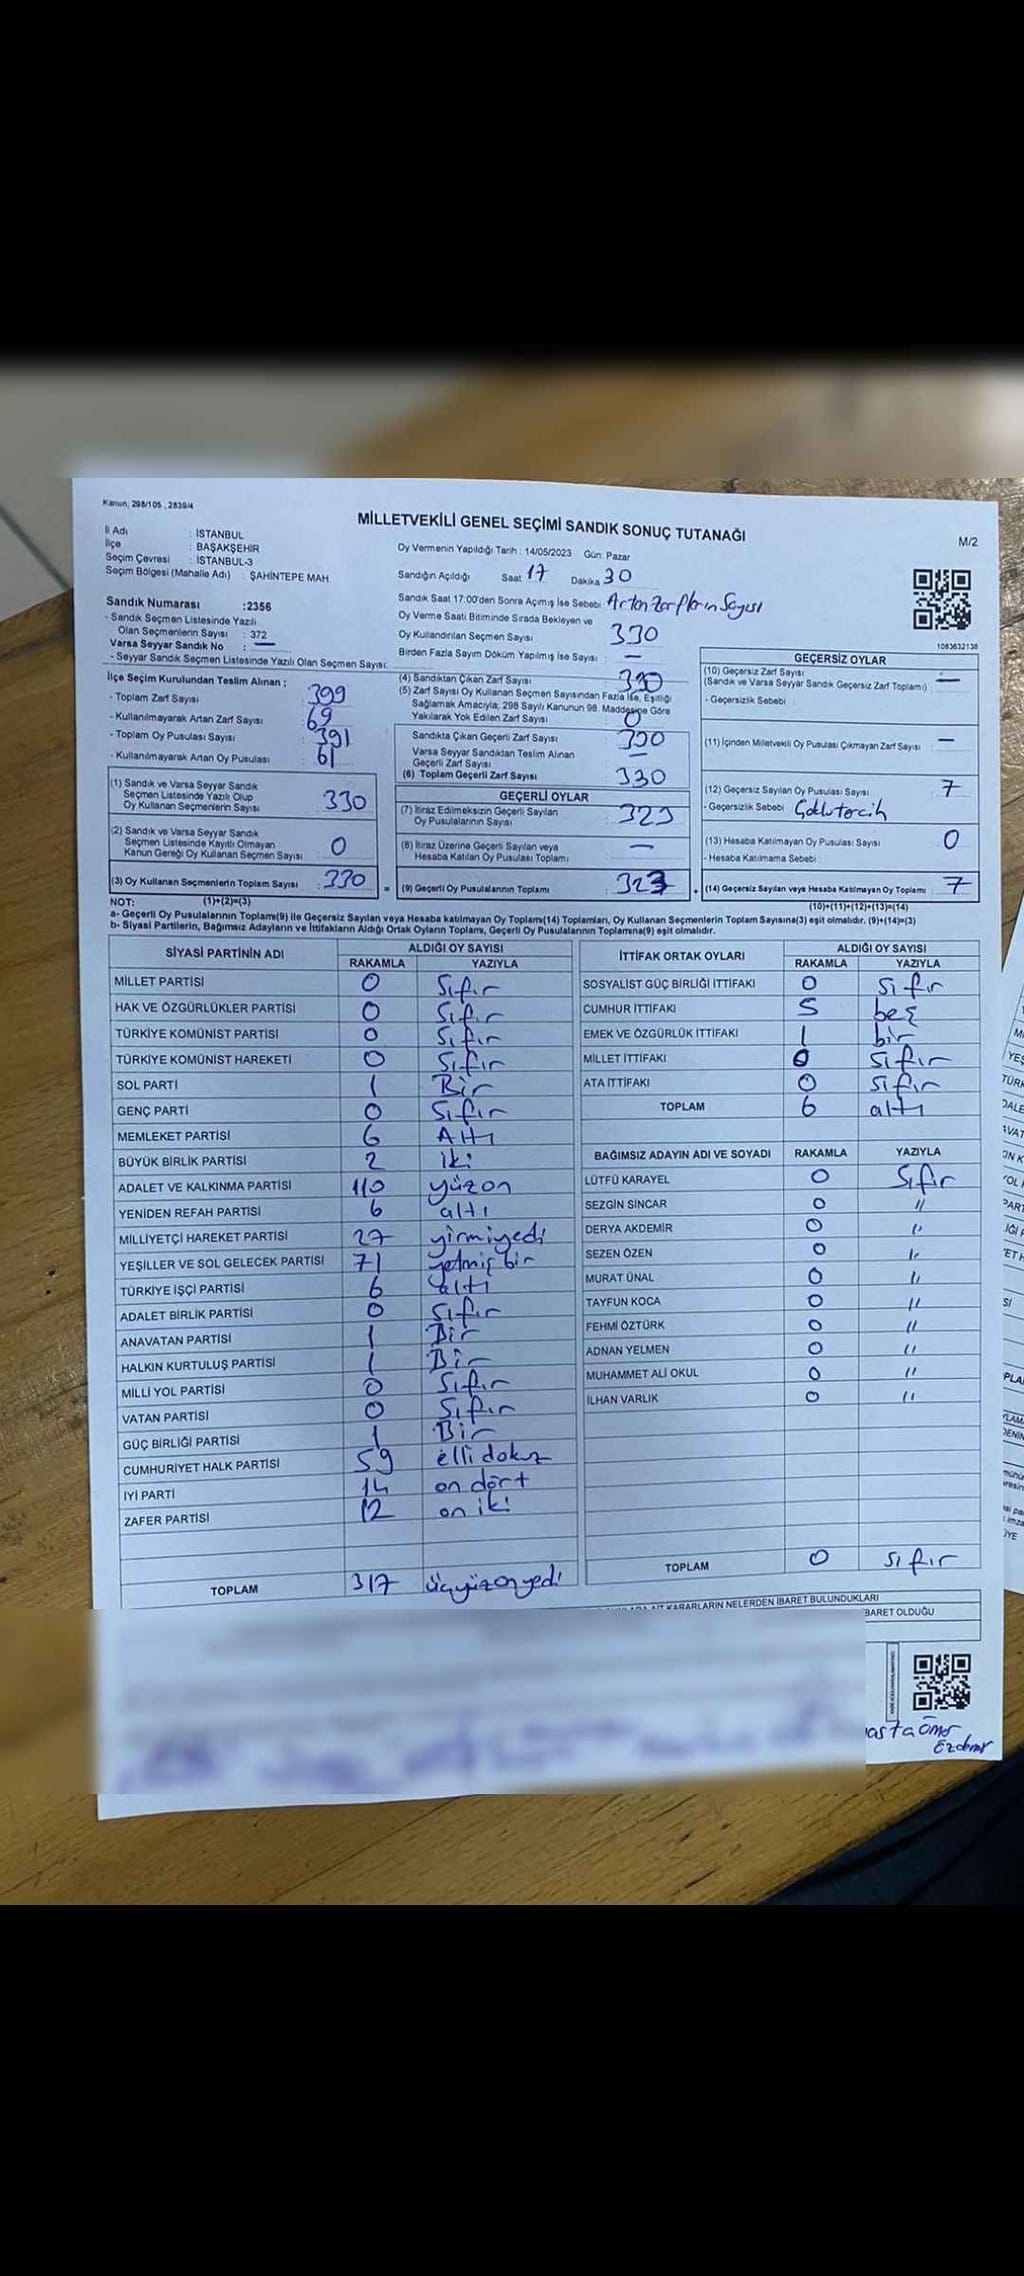 Kanun; 298/105 , 2839/4
MİLLETVEKİLİ GENEL SEÇİMİ SANDIK SONUÇ TUTANAĞI
M/2
İl Adı : İSTANBUL
İlçe : BAŞAKŞEHİR
Seçim Çevresi : İSTANBUL-3
Seçim Bölgesi (Mahalle Adı) : ŞAHİNTEPE MAH.
Oy Vermenin Yapıldığı Tarih : 14/05/2023 Gün: Pazar
Sandığın Açıldığı Saat 17 Dakika 30
Sandık Saat 17:00'den Sonra Açılmış İse Sebebi Artan Zarfların Sayısı
Oy Verme Saati Bitiminde Sırada Bekleyen ve
Oy Kullandırılan Seçmen Sayısı 330
Birden Fazla Sayım Döküm Yapılmış İse Sayısı : —
1083632138
Sandık Numarası :2356
- Sandık Seçmen Listesinde Yazılı
Olan Seçmenlerin Sayısı : 372
Varsa Seyyar Sandık No : —
- Seyyar Sandık Seçmen Listesinde Yazılı Olan Seçmen Sayısı:
İlçe Seçim Kurulundan Teslim Alınan ;
- Toplam Zarf Sayısı 399
- Kullanılmayarak Artan Zarf Sayısı 69
- Toplam Oy Pusulası Sayısı 391
- Kullanılmayarak Artan Oy Pusulası 61
(1) Sandık ve Varsa Seyyar Sandık
Seçmen Listesinde Yazılı Olup
Oy Kullanan Seçmenlerin Sayısı 330
(2) Sandık ve Varsa Seyyar Sandık
Seçmen Listesinde Kayıtlı Olmayan
Kanun Gereği Oy Kullanan Seçmen Sayısı 0
(3) Oy Kullanan Seçmenlerin Toplam Sayısı 330
(1)+(2)=(3)
(4) Sandıktan Çıkan Zarf Sayısı 330
(5) Zarf Sayısı Oy Kullanan Seçmen Sayısından Fazla İse, Eşitliği
Sağlamak Amacıyla; 298 Sayılı Kanunun 98. Maddesine Göre
Yakılarak Yok Edilen Zarf Sayısı 0
Sandıkta Çıkan Geçerli Zarf Sayısı 330
Varsa Seyyar Sandıktan Teslim Alınan
Geçerli Zarf Sayısı —
(6) Toplam Geçerli Zarf Sayısı 330
GEÇERLİ OYLAR
(7) İtiraz Edilmeksizin Geçerli Sayılan
Oy Pusulalarının Sayısı 323
(8) İtiraz Üzerine Geçerli Sayılan veya
Hesaba Katılan Oy Pusulası Toplamı —
= (9) Geçerli Oy Pusulalarının Toplamı 323 +
GEÇERSİZ OYLAR
(10) Geçersiz Zarf Sayısı
(Sandık ve Varsa Seyyar Sandık Geçersiz Zarf Toplamı) —
- Geçersizlik Sebebi :
(11) İçinden Milletvekili Oy Pusulası Çıkmayan Zarf Sayısı —
(12) Geçersiz Sayılan Oy Pusulası Sayısı 7
- Geçersizlik Sebebi Çoklu tercih
(13) Hesaba Katılmayan Oy Pusulası Sayısı 0
- Hesaba Katılmama Sebebi :
(14) Geçersiz Sayılan veya Hesaba Katılmayan Oy Toplamı 7
(10)+(11)+(12)+(13)=(14)
NOT:
a- Geçerli Oy Pusulalarının Toplamı(9) ile Geçersiz Sayılan veya Hesaba katılmayan Oy Toplam(14) Toplamları, Oy Kullanan Seçmenlerin Toplam Sayısına(3) eşit olmalıdır. (9)+(14)=(3)
b- Siyasi Partilerin, Bağımsız Adayların ve İttifakların Aldığı Ortak Oyların Toplamı, Geçerli Oy Pusulalarının Toplamına(9) eşit olmalıdır.
SİYASİ PARTİNİN ADI ALDIĞI OY SAYISI
RAKAMLA YAZIYLA
MİLLET PARTİSİ 0 Sıfır
HAK VE ÖZGÜRLÜKLER PARTİSİ 0 Sıfır
TÜRKİYE KOMÜNİST PARTİSİ 0 Sıfır
TÜRKİYE KOMÜNİST HAREKETİ 0 Sıfır
SOL PARTİ 1 Bir
GENÇ PARTİ 0 Sıfır
MEMLEKET PARTİSİ 6 Altı
BÜYÜK BİRLİK PARTİSİ 2 iki
ADALET VE KALKINMA PARTİSİ 110 yüzon
YENİDEN REFAH PARTİSİ 6 altı
MİLLİYETÇİ HAREKET PARTİSİ 27 yirmiyedi
YEŞİLLER VE SOL GELECEK PARTİSİ 71 yetmiş bir
TÜRKİYE İŞÇİ PARTİSİ 6 altı
ADALET BİRLİK PARTİSİ 0 Sıfır
ANAVATAN PARTİSİ 1 Bir
HALKIN KURTULUŞ PARTİSİ 1 Bir
MİLLİ YOL PARTİSİ 0 Sıfır
VATAN PARTİSİ 0 Sıfır
GÜÇ BİRLİĞİ PARTİSİ 1 Bir
CUMHURİYET HALK PARTİSİ 59 elli dokuz
İYİ PARTİ 14 on dört
ZAFER PARTİSİ 12 on iki
TOPLAM 317 üçyüzonyedi
İTTİFAK ORTAK OYLARI ALDIĞI OY SAYISI
RAKAMLA YAZIYLA
SOSYALİST GÜÇ BİRLİĞİ İTTİFAKI 0 sıfır
CUMHUR İTTİFAKI 5 beş
EMEK VE ÖZGÜRLÜK İTTİFAKI 1 bir
MİLLET İTTİFAKI 0 sıfır
ATA İTTİFAKI 0 sıfır
TOPLAM 6 altı
BAĞIMSIZ ADAYIN ADI VE SOYADI RAKAMLA YAZIYLA
LÜTFÜ KARAYEL 0 Sıfır
SEZGİN SİNCAR 0 "
DERYA AKDEMİR 0 "
SEZEN ÖZEN 0 "
MURAT ÜNAL 0 "
TAYFUN KOCA 0 "
FEHMİ ÖZTÜRK 0 "
ADNAN YELMEN 0 "
MUHAMMET ALİ OKUL 0 "
İLHAN VARLIK 0 "
TOPLAM 0 sıfır
KARARLARIN NELERDEN İBARET BULUNDUKLARI
BARET OLDUĞU
asta Ömer
Özdemir